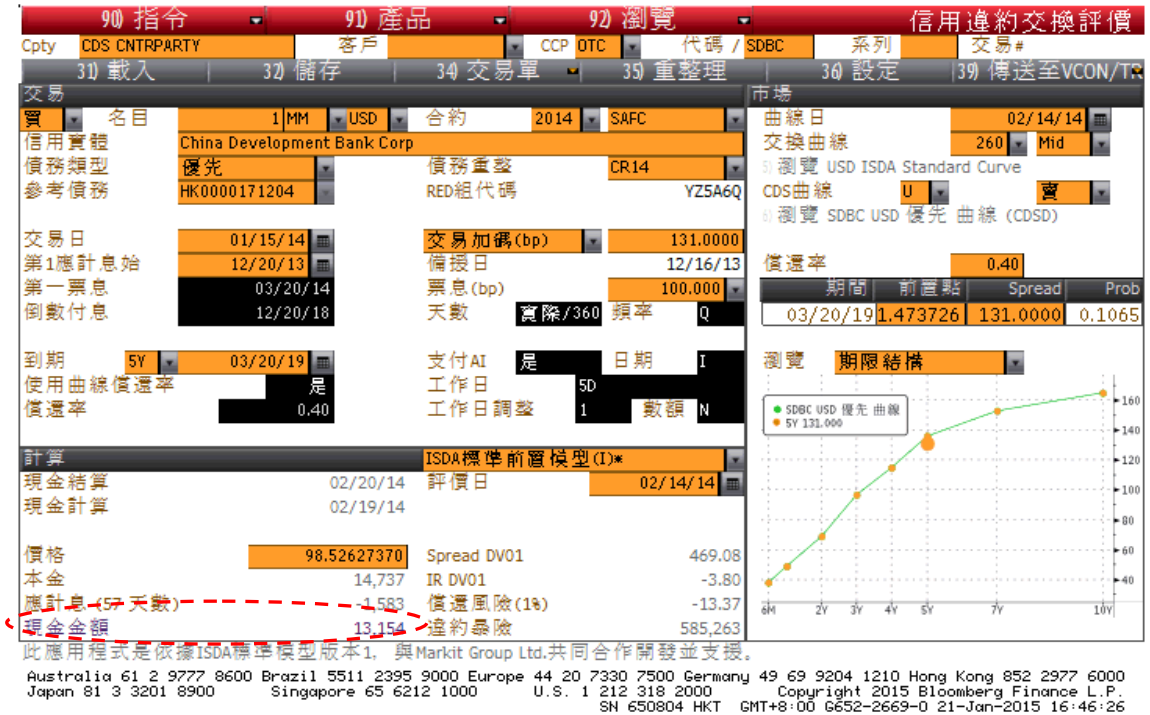 90) 指令 91) 產品 92) 瀏覽 信用違約交換評價
Cpty CDS CNTRPARTY 客戶 CCP OTC 代碼 / SDBC 系列 交易#
31) 載入 32) 儲存 34) 交易單 35) 重整理 36) 設定 39) 傳送至VCON/TR
交易 市場
買 名目 1 MM USD 合約 2014 SAFC 曲線日 02/14/14
信用實體 China Development Bank Corp 交換曲線 260 Mid
債務類型 優先 債務重整 CR14 5) 瀏覽 USD ISDA Standard Curve
參考債務 HK0000171204 RED組代碼 YZ5A6Q CDS曲線 U 賣
6) 瀏覽 SDBC USD 優先 曲線 (CDSD)
交易日 01/15/14 交易加碼(bp) 131.0000
第1應計息始 12/20/13 備援日 12/16/13 償還率 0.40
第一票息 03/20/14 票息(bp) 100.000 期間 前置點 Spread Prob
倒數付息 12/20/18 天數 實際/360 頻率 Q 03/20/19 1.473726 131.0000 0.1065
到期 5Y 03/20/19 支付AI 是 日期 I 瀏覽 期限結構
使用曲線償還率 是 工作日 5D
償還率 0.40 工作日調整 1 數額 N
SDBC USD 優先 曲線
5Y 131.000
160
140
120
100
80
60
40
6M 2Y 3Y 4Y 5Y 7Y 10Y
計算 ISDA標準前置模型(I)*
現金結算 02/20/14 評價日 02/14/14
現金計算 02/19/14
價格 98.52627370 Spread DV01 469.08
本金 14,737 IR DV01 -3.80
應計息 (57 天數) -1,583 償還風險(1%) -13.37
現金金額 13,154 違約暴險 585,263
此應用程式是依據ISDA標準模型版本1, 與Markit Group Ltd.共同合作開發並支援。
Australia 61 2 9777 8600 Brazil 5511 2395 9000 Europe 44 20 7330 7500 Germany 49 69 9204 1210 Hong Kong 852 2977 6000
Japan 81 3 3201 8900 Singapore 65 6212 1000 U.S. 1 212 318 2000 Copyright 2015 Bloomberg Finance L.P.
SN 650804 HKT GMT+8:00 G652-2669-0 21-Jan-2015 16:46:26